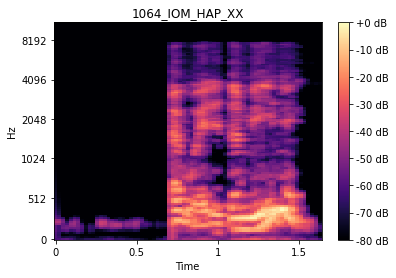 1064_IOM_HAP_XX
8192
4096
2048
1024
512
0
Hz
0
0.5
1
1.5
Time
+0 dB
-10 dB
-20 dB
-30 dB
-40 dB
-50 dB
-60 dB
-70 dB
-80 dB